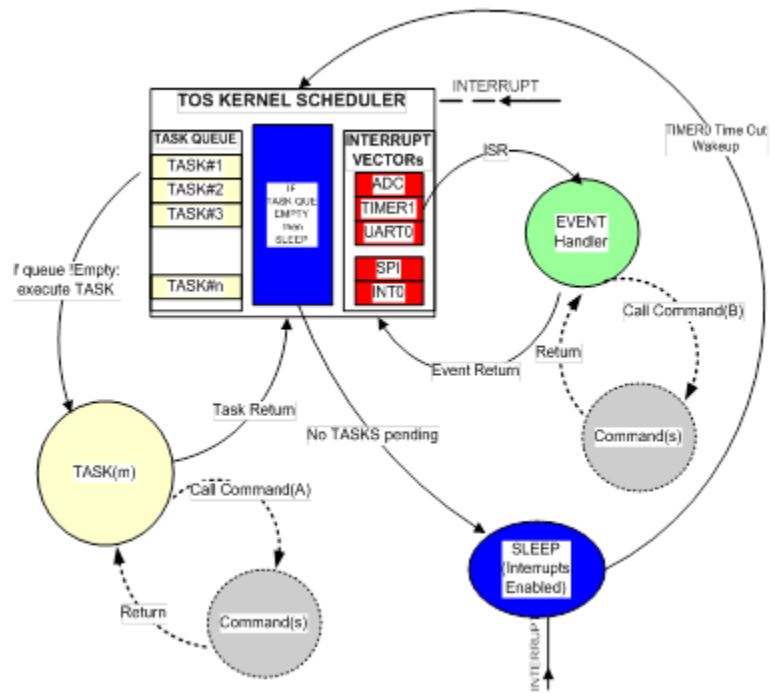 TOS KERNEL SCHEDULER
INTERRUPT
TASK QUEUE
TASK#1
TASK#2
TASK#3
TASK#n
IF
TASK QUE
EMPTY
then
SLEEP
INTERRUPT
VECTORs
ADC
TIMER1
UART0
SPI
INT0
ISR
TIMER0 Time Out
Wakeup
EVENT
Handler
If queue !Empty:
execute TASK
Call Command(B)
Return
Event Return
Command(s)
Task Return
No TASKS pending
TASK(m)
Call Command(A)
Return
Command(s)
SLEEP
(Interrupts
Enabled)
INTERRUP